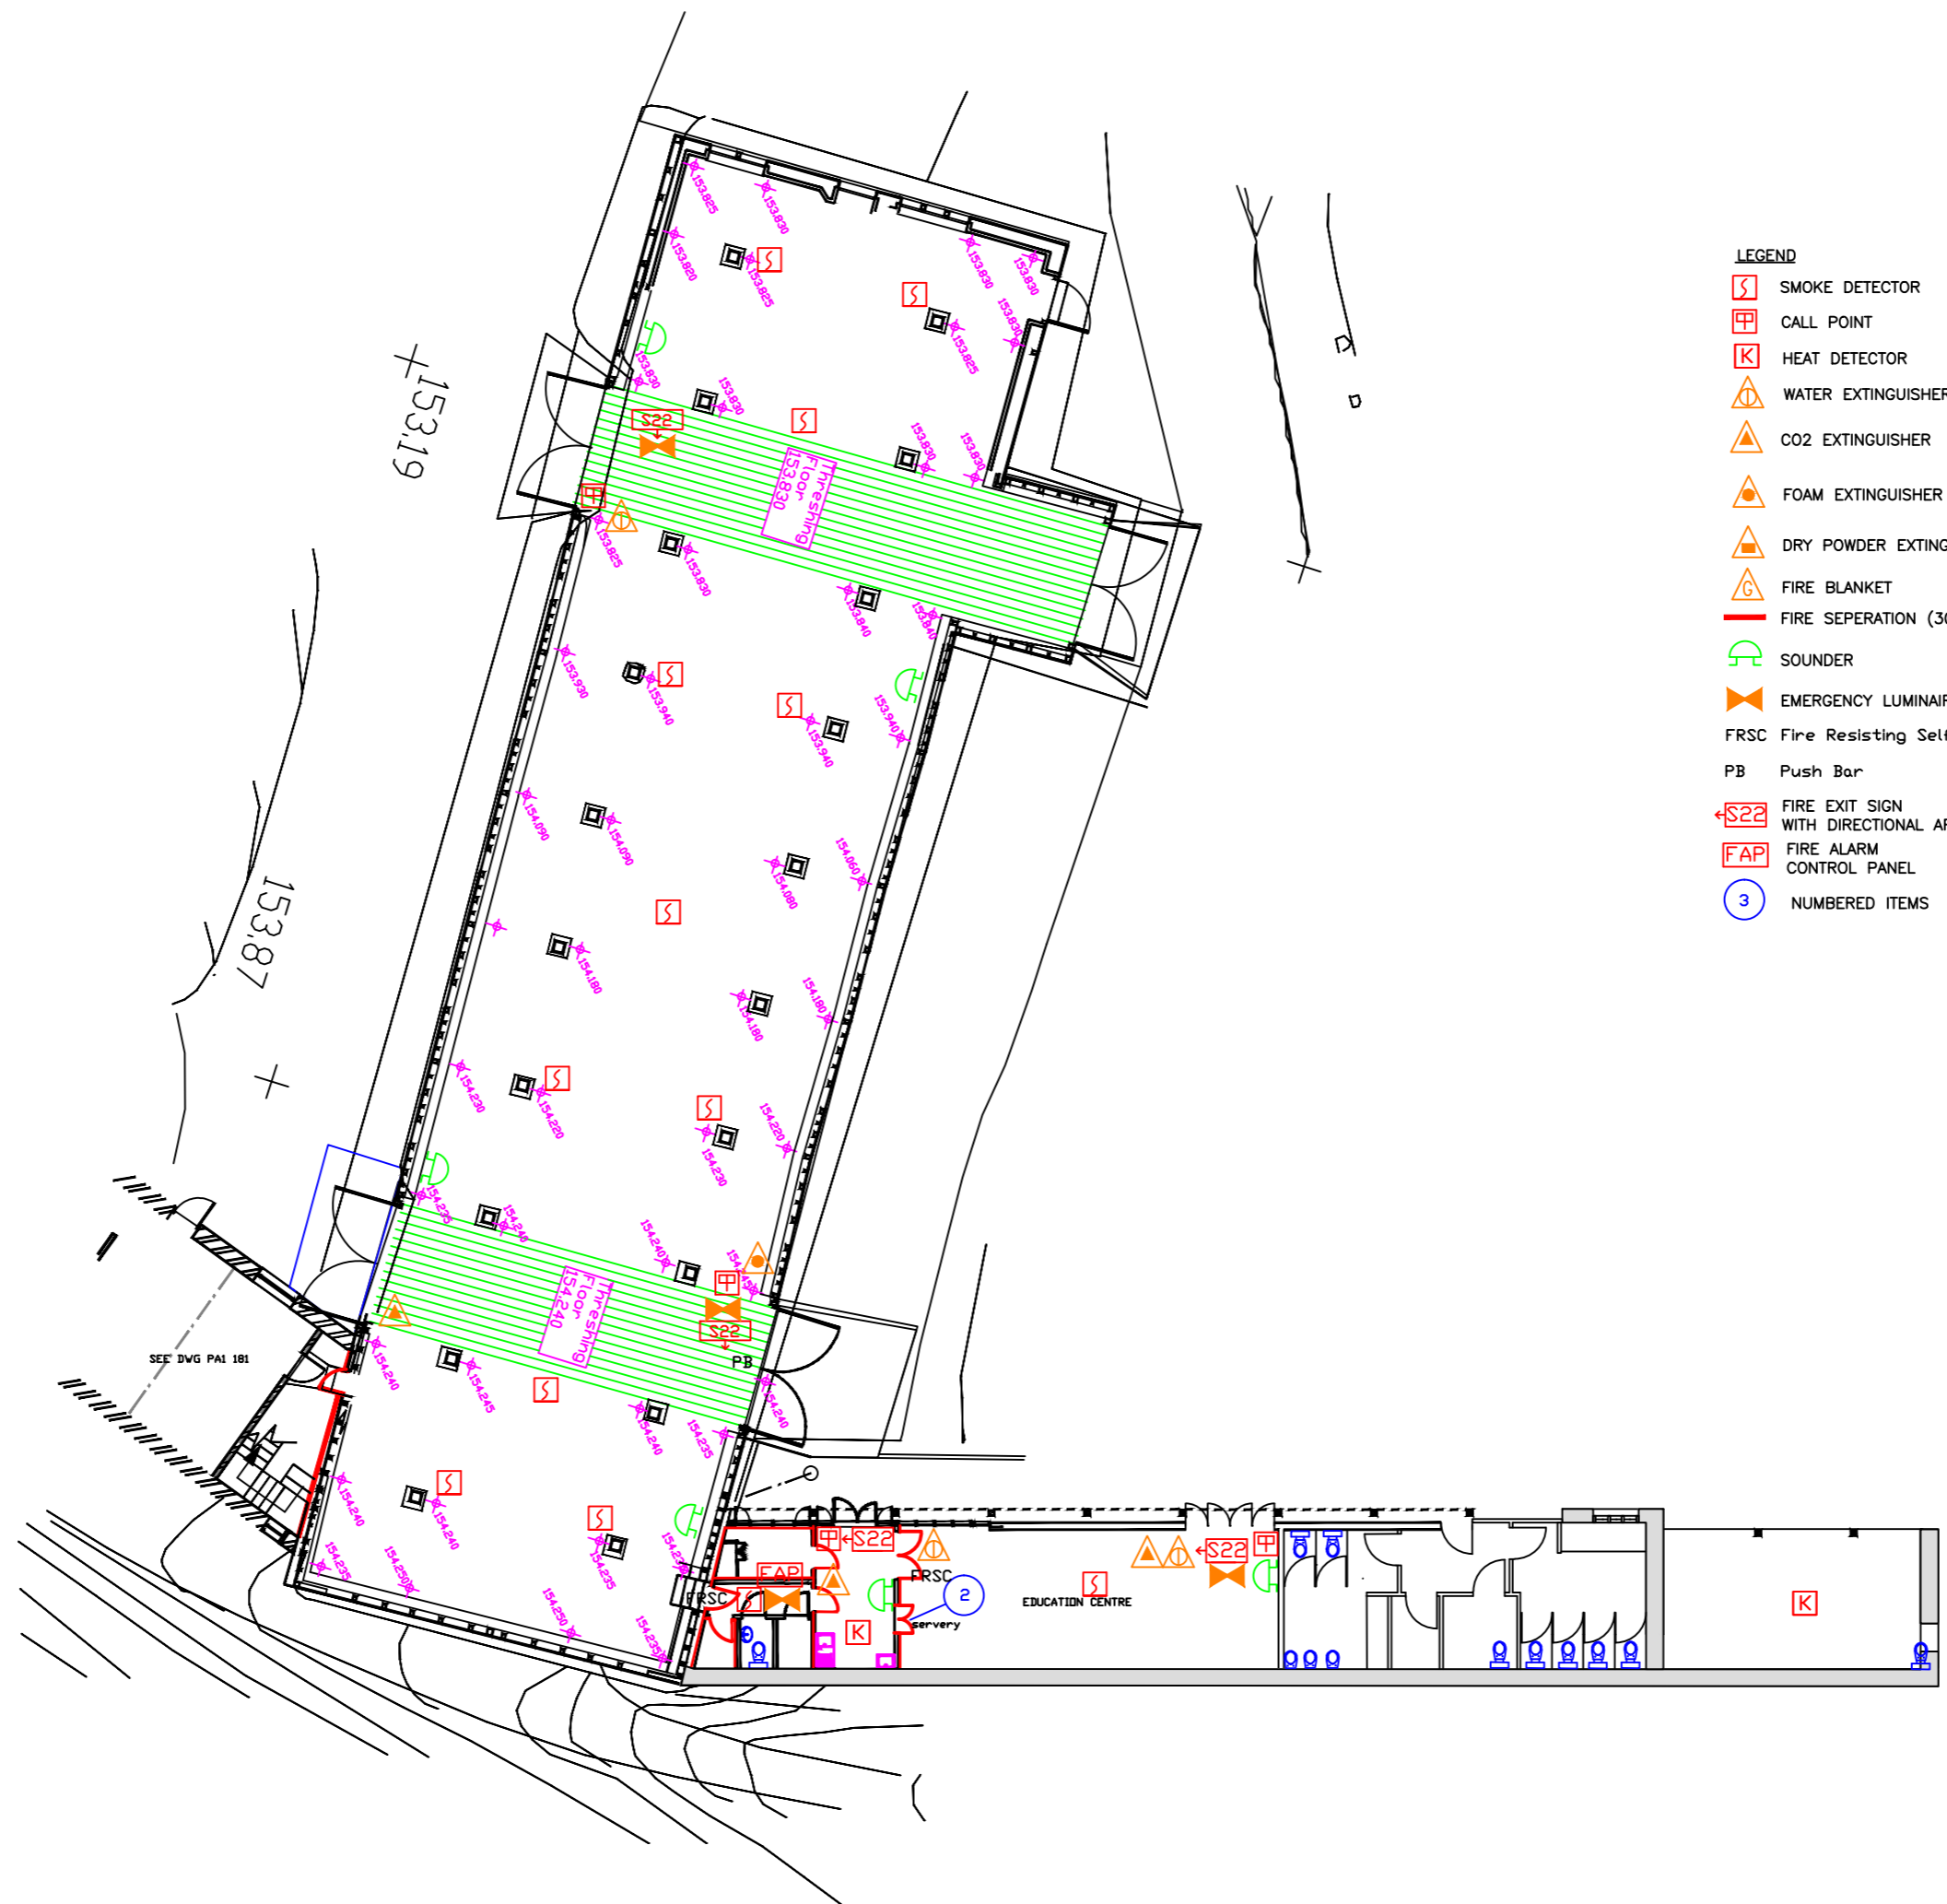 153.825
153.830
153.820
153.825
153.830
153.830
153.830
153.825
153.830
153.830
S22
153.830
153.830
Threshing
Floor
153.830
153.825
153.830
153.840
153.840
153.19
153.930
153.940
153.940
153.940
154.090
154.090
154.060
154.080
153.87
154.180
154.180
154.180
154.230
154.220
154.220
154.230
154.235
154.240
154.240
154.245
Threshing
Floor
154.240
S22
PB
SEE DWG PA1 181
154.240
154.245
154.240
154.235
154.240
154.240
154.240
154.235
154.235
154.250
154.250
154.235
S22
FAP
FRSC
FRSC
2
servery
K
EDUCATION CENTRE
S22
K
LEGEND
SMOKE DETECTOR
CALL POINT
K HEAT DETECTOR
WATER EXTINGUISHER
CO2 EXTINGUISHER
FOAM EXTINGUISHER
DRY POWDER EXTING
G FIRE BLANKET
FIRE SEPERATION (30
SOUNDER
EMERGENCY LUMINAIR
FRSC Fire Resisting Self
PB Push Bar
S22 FIRE EXIT SIGN
WITH DIRECTIONAL AR
FAP FIRE ALARM
CONTROL PANEL
3 NUMBERED ITEMS